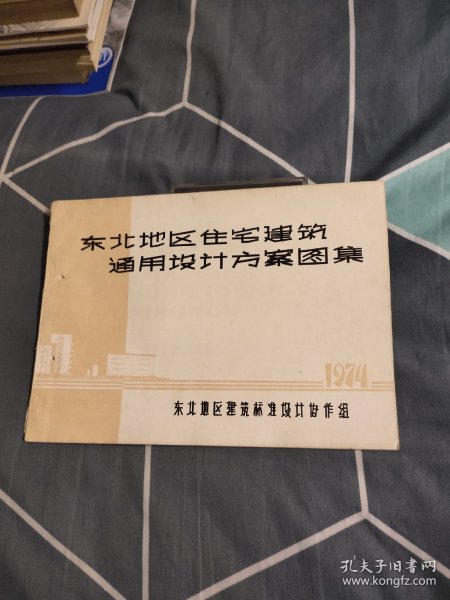 东北地区住宅建筑
通用设计方案图集
1974
东北地区建筑标准设计协作组
孔夫子旧书网
www.kongfz.com